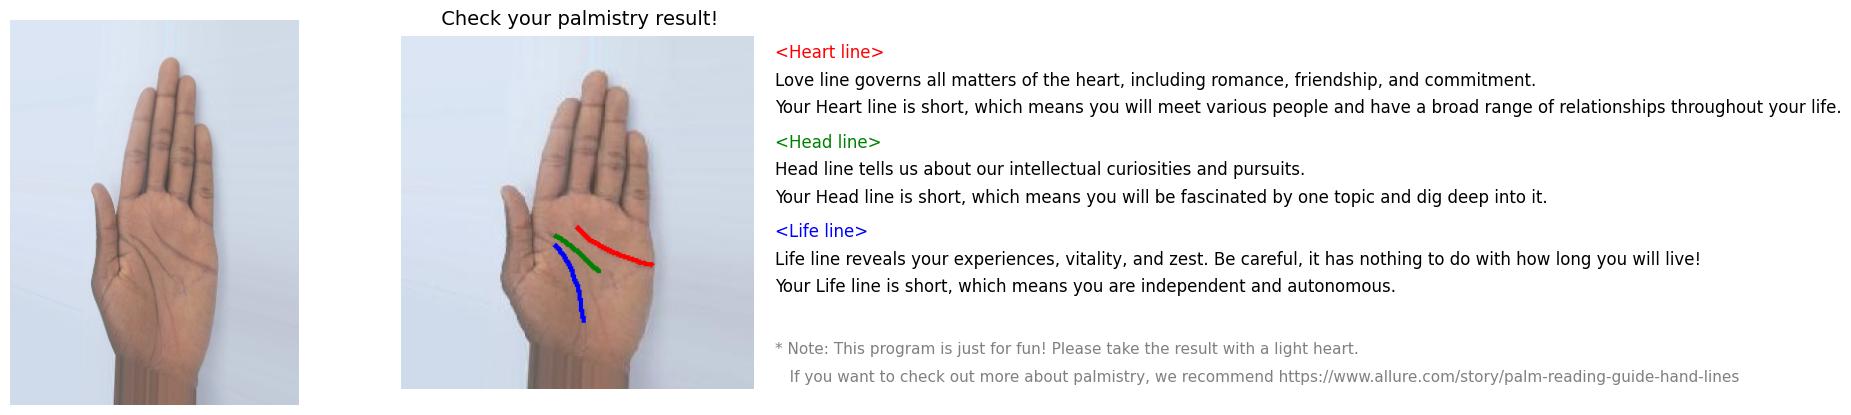 Check your palmistry result!
<Heart line>
Love line governs all matters of the heart, including romance, friendship, and commitment.
Your Heart line is short, which means you will meet various people and have a broad range of relationships throughout your life.
<Head line>
Head line tells us about our intellectual curiosities and pursuits.
Your Head line is short, which means you will be fascinated by one topic and dig deep into it.
<Life line>
Life line reveals your experiences, vitality, and zest. Be careful, it has nothing to do with how long you will live!
Your Life line is short, which means you are independent and autonomous.
* Note: This program is just for fun! Please take the result with a light heart.
If you want to check out more about palmistry, we recommend https://www.allure.com/story/palm-reading-guide-hand-lines